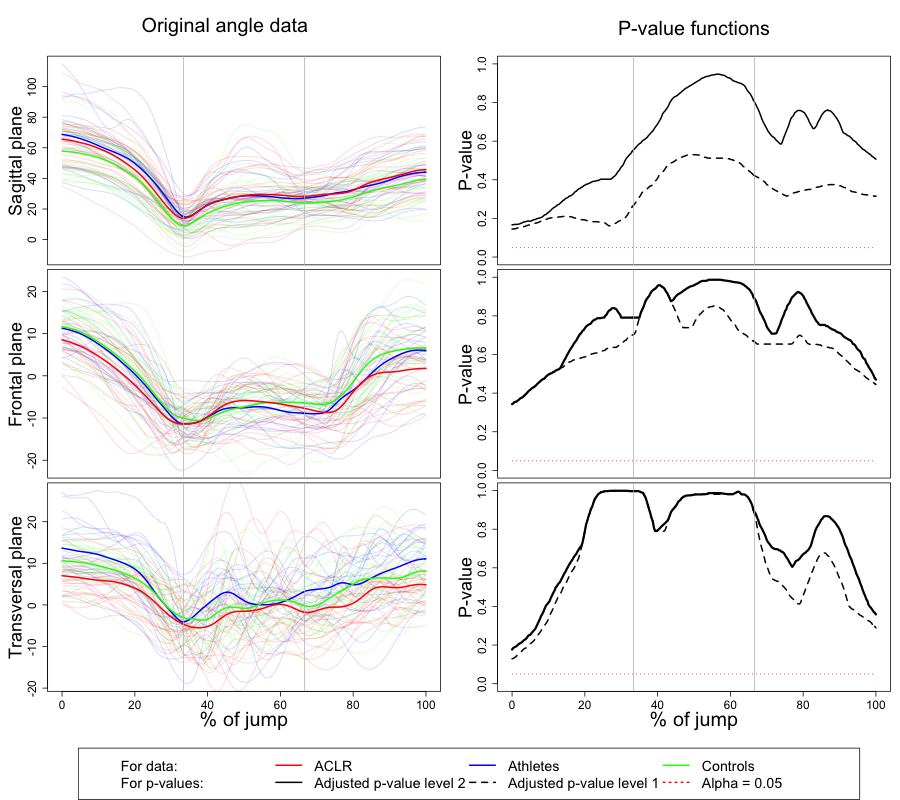 Original angle data
P-value functions
Sagittal plane
0 20 40 60 80 100
P-value
0.0 0.2 0.4 0.6 0.8 1.0
Frontal plane
-20 -10 0 10 20
P-value
0.0 0.2 0.4 0.6 0.8 1.0
Transversal plane
-20 -10 0 10 20
P-value
0.0 0.2 0.4 0.6 0.8 1.0
0 20 40 60 80 100
0 20 40 60 80 100
% of jump
% of jump
For data: ACLR Athletes Controls
For p-values: Adjusted p-value level 2 Adjusted p-value level 1 Alpha = 0.05